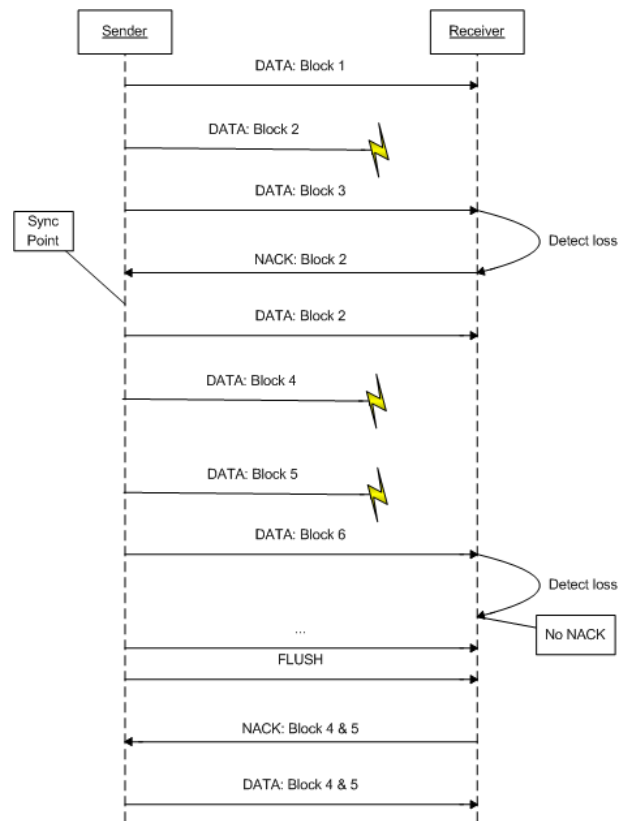 Sender
Receiver
DATA: Block 1
DATA: Block 2
DATA: Block 3
Sync
Point
Detect loss
NACK: Block 2
DATA: Block 2
DATA: Block 4
DATA: Block 5
DATA: Block 6
Detect loss
...
No NACK
FLUSH
NACK: Block 4 & 5
DATA: Block 4 & 5